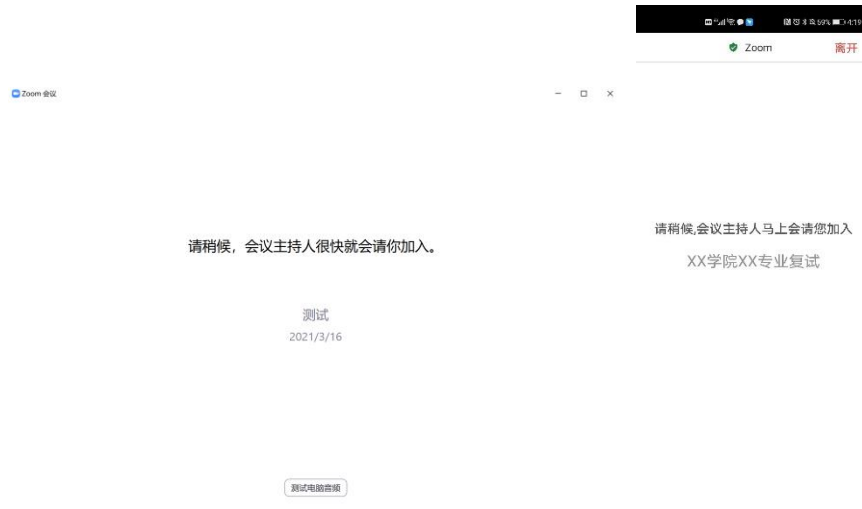 Zoom 会议
请稍候，会议主持人很快就会请你加入。
测试
2021/3/16
测试电脑音频
59% 4:19
Zoom 离开
请稍候,会议主持人马上会请您加入
XX学院XX专业复试